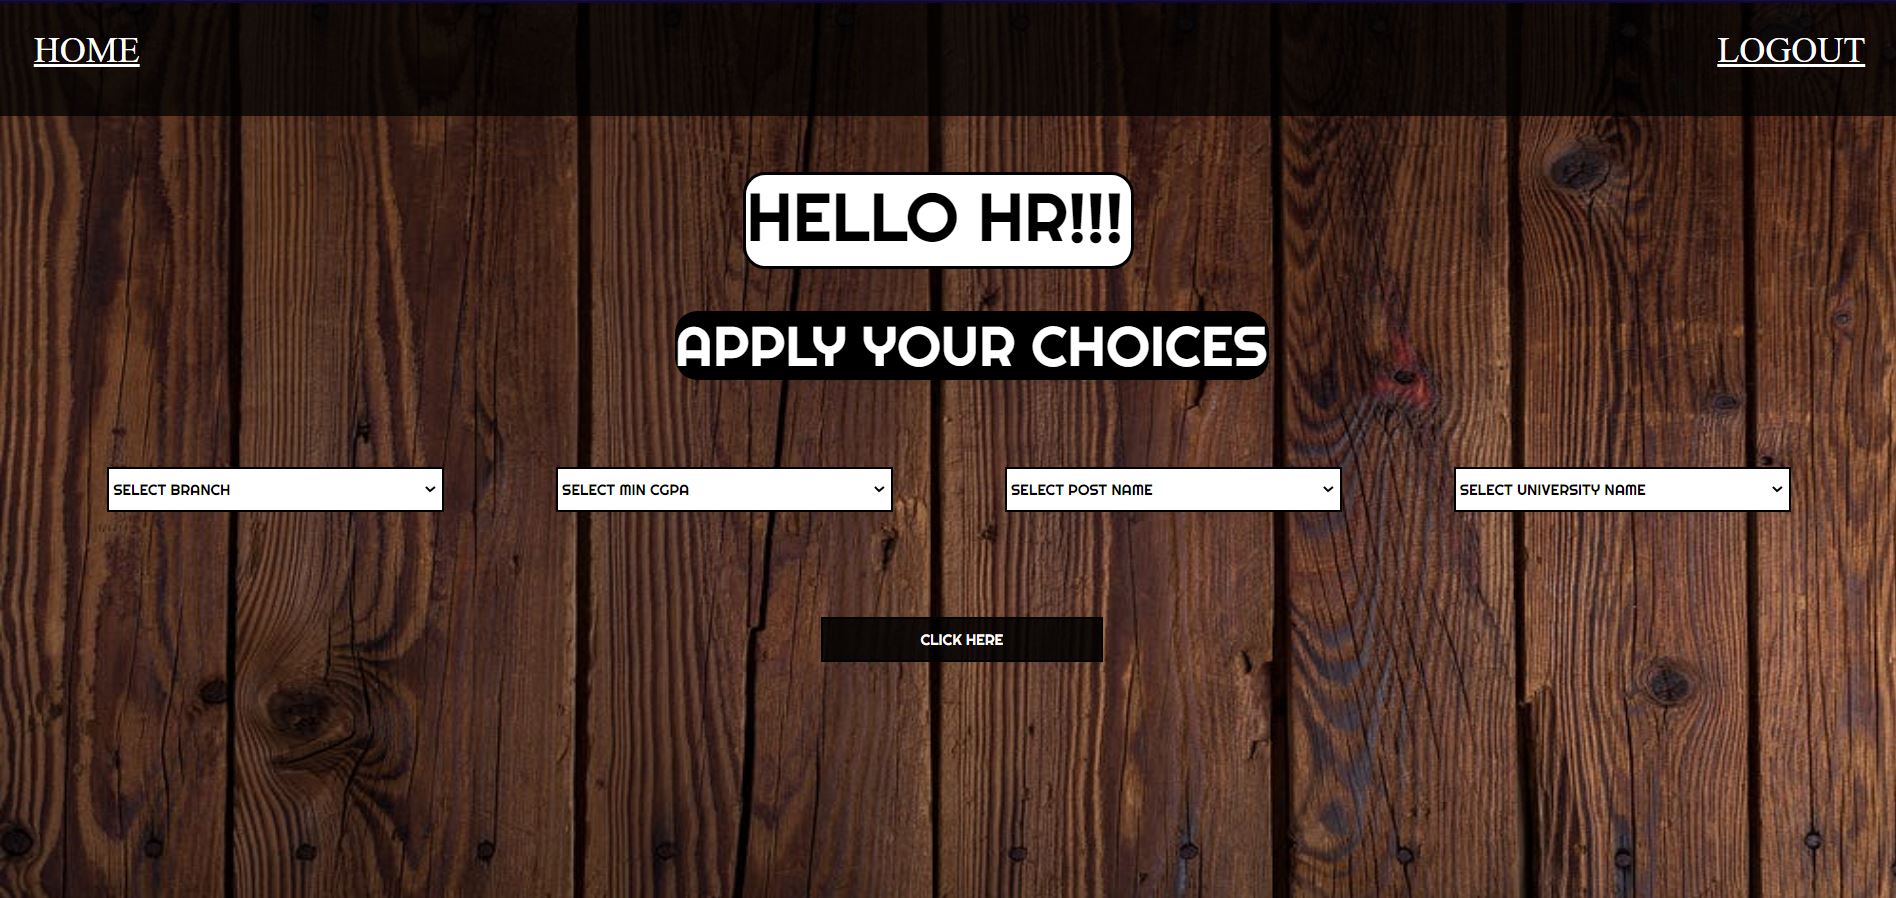 HOME
LOGOUT
HELLO HR!!!
APPLY YOUR CHOICES
SELECT BRANCH
SELECT MIN CGPA
SELECT POST NAME
SELECT UNIVERSITY NAME
CLICK HERE